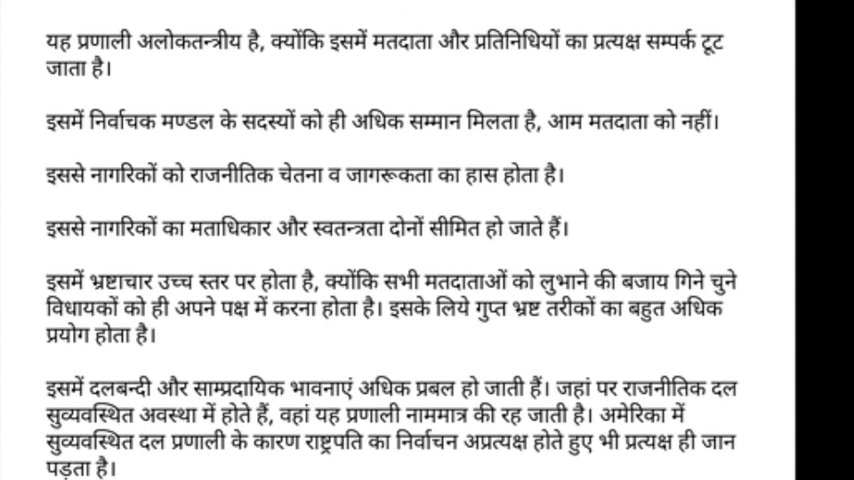 यह प्रणाली अलोकतन्त्रीय है, क्योंकि इसमें मतदाता और प्रतिनिधियों का प्रत्यक्ष सम्पर्क टूट
जाता है।
इसमें निर्वाचक मण्डल के सदस्यों को ही अधिक सम्मान मिलता है, आम मतदाता को नहीं।
इससे नागरिकों को राजनीतिक चेतना व जागरूकता का हास होता है।
इससे नागरिकों का मताधिकार और स्वतन्त्रता दोनों सीमित हो जाते हैं।
इसमें भ्रष्टाचार उच्च स्तर पर होता है, क्योंकि सभी मतदाताओं को लुभाने की बजाय गिने चुने
विधायकों को ही अपने पक्ष में करना होता है। इसके लिये गुप्त भ्रष्ट तरीकों का बहुत अधिक
प्रयोग होता है।
इसमें दलबन्दी और साम्प्रदायिक भावनाएं अधिक प्रबल हो जाती हैं। जहां पर राजनीतिक दल
सुव्यवस्थित अवस्था में होते हैं, वहां यह प्रणाली नाममात्र की रह जाती है। अमेरिका में
सुव्यवस्थित दल प्रणाली के कारण राष्ट्रपति का निर्वाचन अप्रत्यक्ष होते हुए भी प्रत्यक्ष ही जान
पड़ता है।